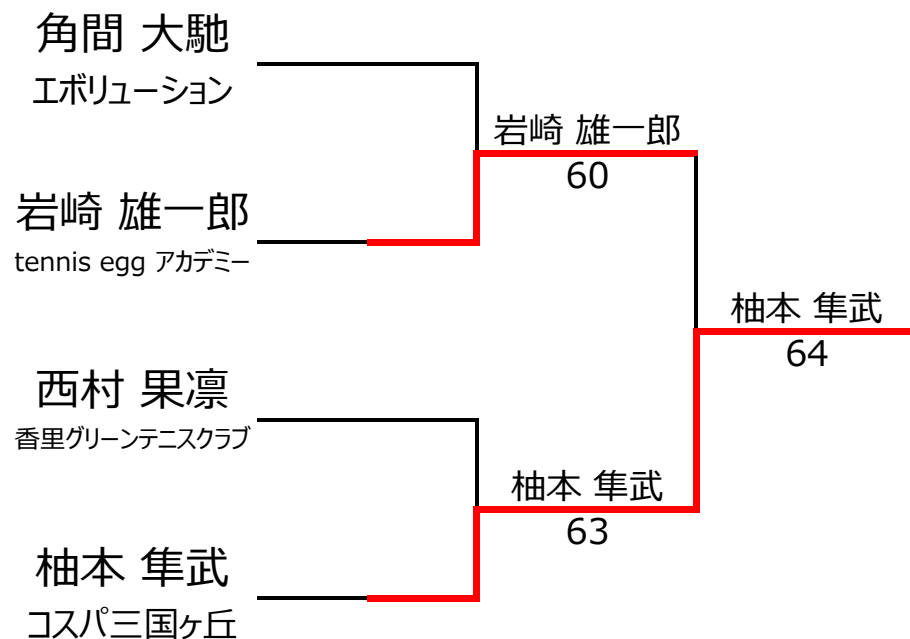 角間 大馳
エボリューション
岩崎 雄一郎
60
岩崎 雄一郎
tennis egg アカデミー
柚本 隼武
64
西村 果凛
香里グリーンテニスクラブ
柚本 隼武
63
柚本 隼武
コスパ三国ヶ丘